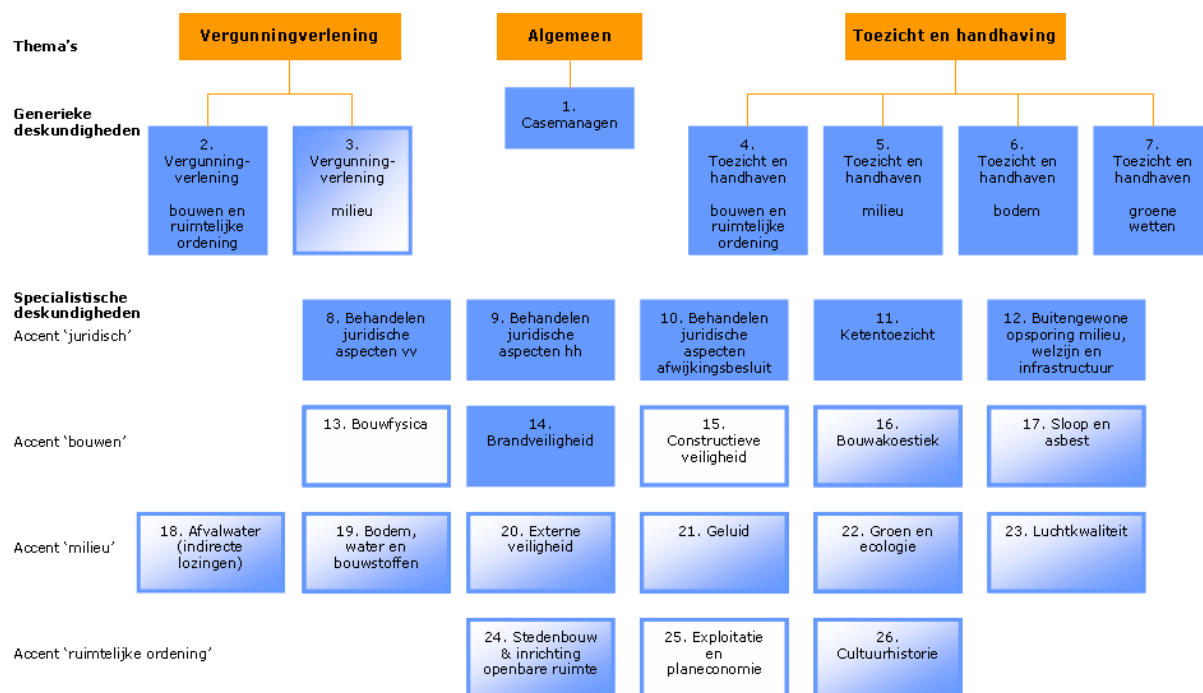 Thema's
Vergunningverlening
Algemeen
Toezicht en handhaving
Generieke
deskundigheden
1.
Casemanagen
2.
Vergunning-
verlening
bouwen en
ruimtelijke
ordening
3.
Vergunning-
verlening
milieu
4.
Toezicht en
handhaven
bouwen en
ruimtelijke
ordening
5.
Toezicht en
handhaven
milieu
6.
Toezicht en
handhaven
bodem
7.
Toezicht en
handhaven
groene
wetten
Specialistische
deskundigheden
Accent 'juridisch'
8. Behandelen
juridische
aspecten vv
9. Behandelen
juridische
aspecten hh
10. Behandelen
juridische
aspecten
afwijkingsbesluit
11.
Ketentoezicht
12. Buitengewone
opsporing milieu,
welzijn en
infrastructuur
Accent 'bouwen'
13. Bouwfysica
14.
Brandveiligheid
15.
Constructieve
veiligheid
16.
Bouwakoestiek
17. Sloop en
asbest
Accent 'milieu'
18. Afvalwater
(indirecte
lozingen)
19. Bodem,
water en
bouwstoffen
20. Externe
veiligheid
21. Geluid
22. Groen en
ecologie
23. Luchtkwaliteit
Accent 'ruimtelijke ordening'
24. Stedenbouw
& inrichting
openbare ruimte
25. Exploitatie
en
planeconomie
26.
Cultuurhistorie